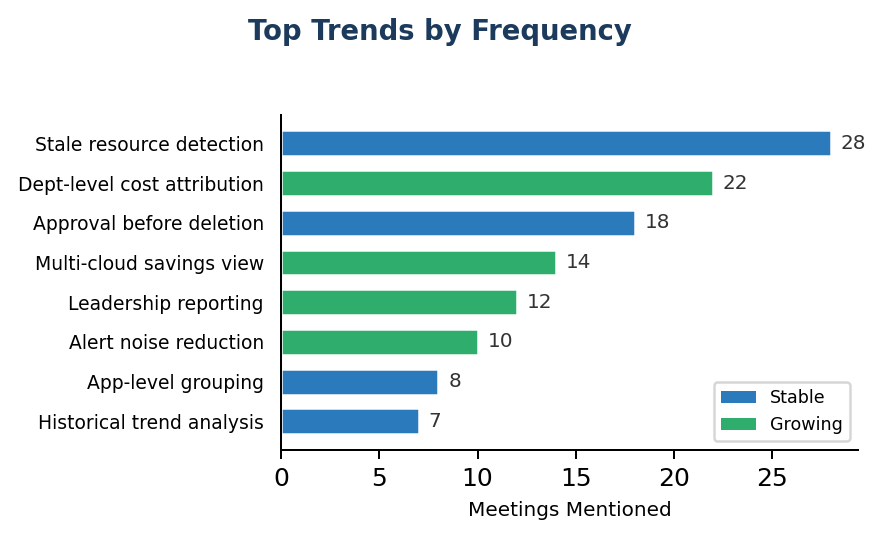 Top Trends by Frequency
Stale resource detection 28
Dept-level cost attribution 22
Approval before deletion 18
Multi-cloud savings view 14
Leadership reporting 12
Alert noise reduction 10
App-level grouping 8
Historical trend analysis 7
Stable
Growing
0 5 10 15 20 25
Meetings Mentioned